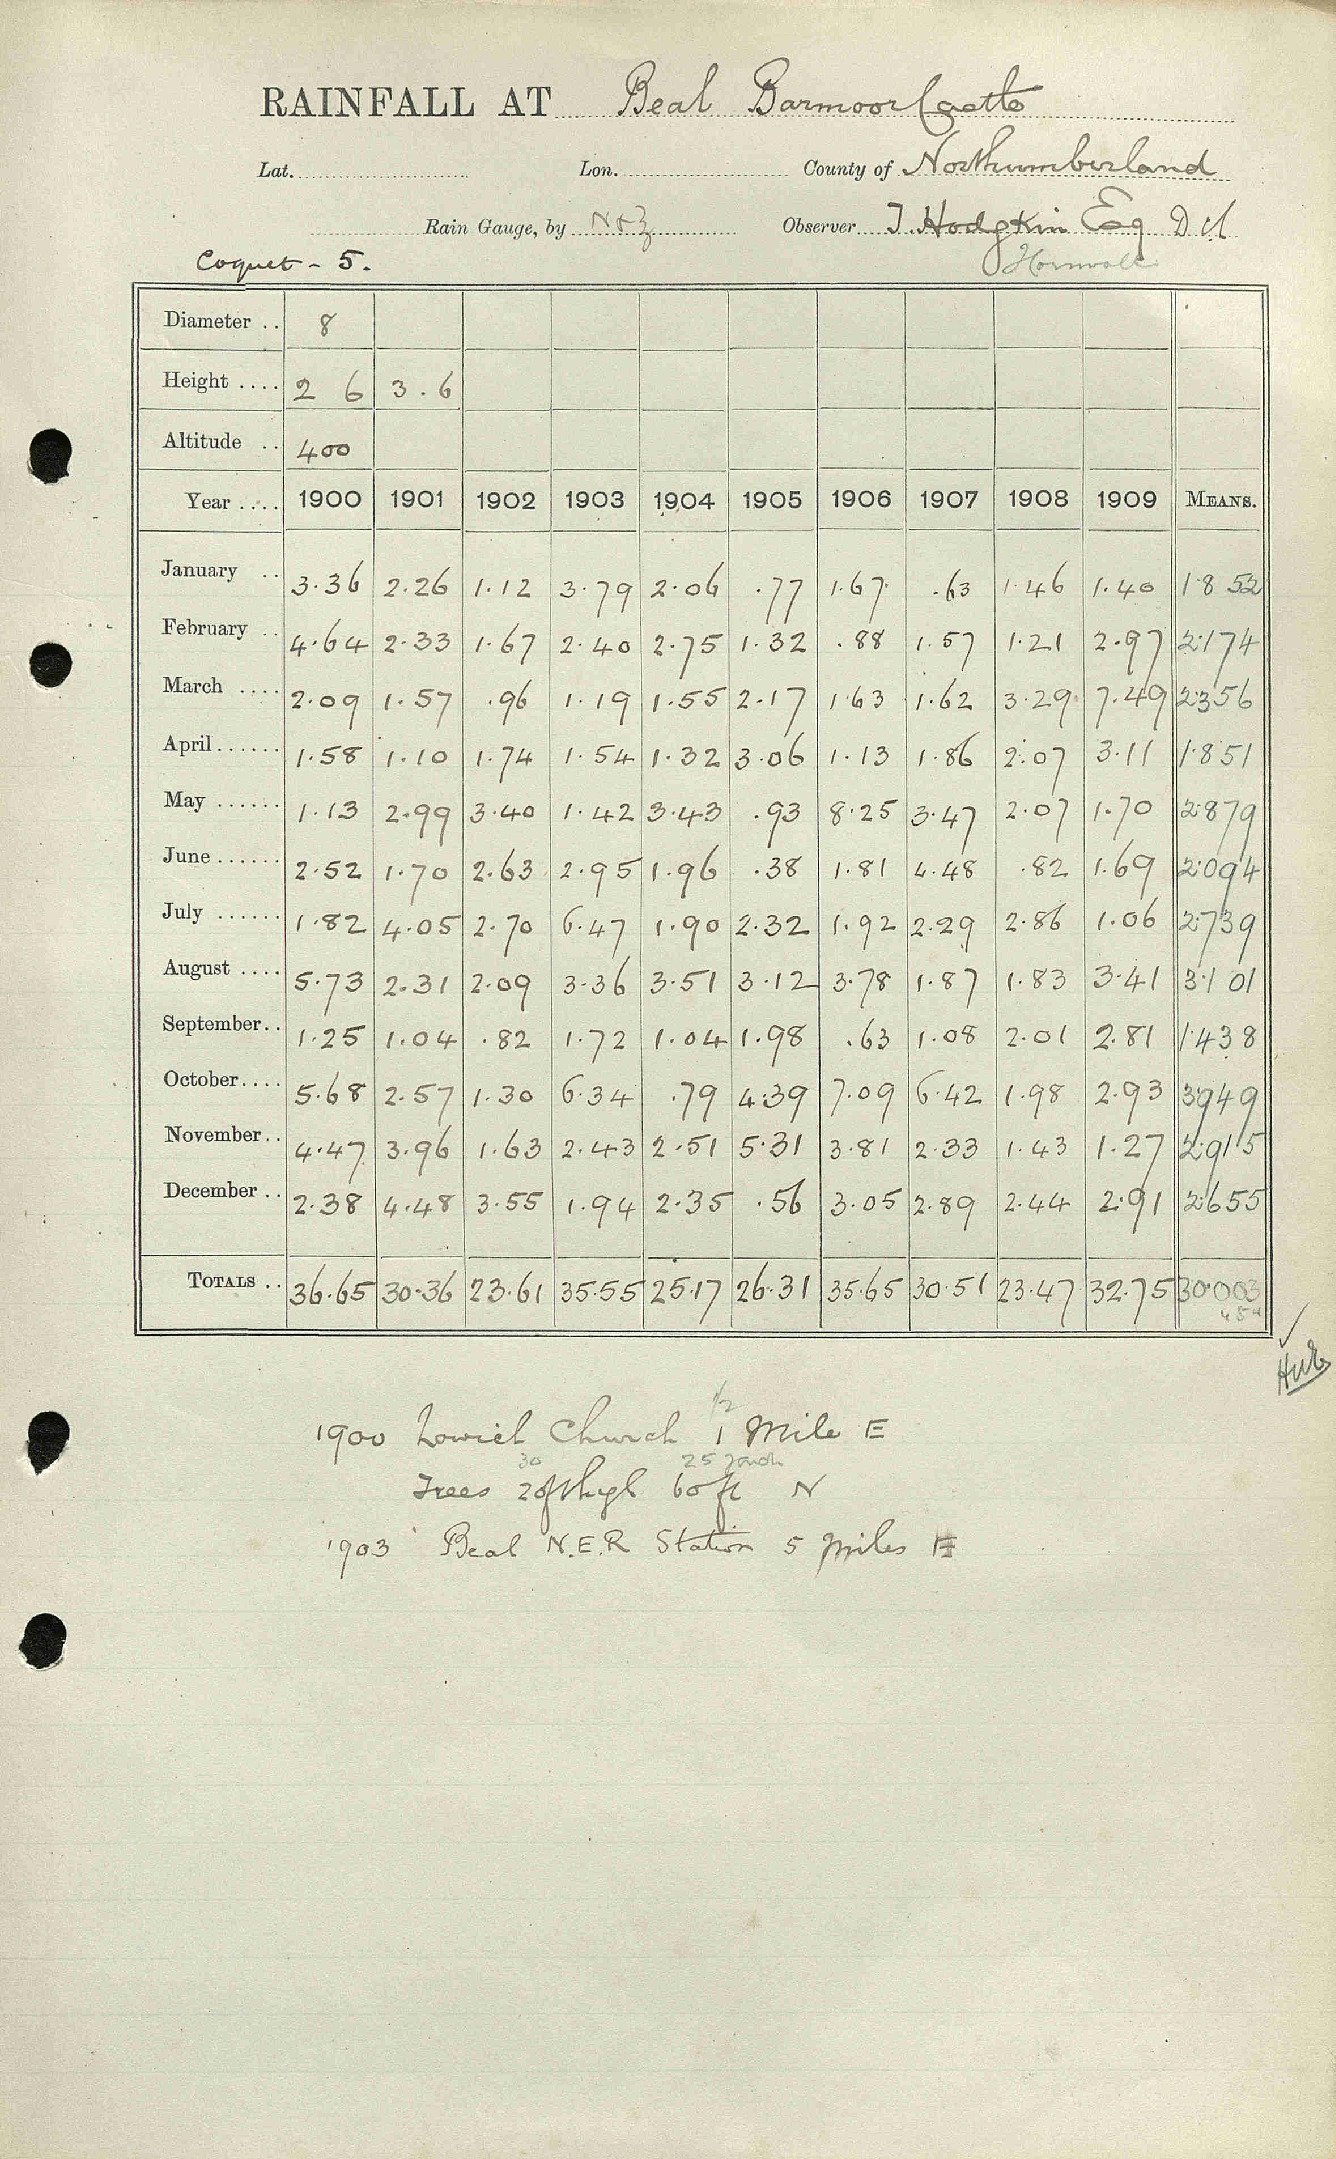 RAINFALL AT Beal Barmoor Castle
Lat. Lon. County of Northumberland
Rain Gauge, by N & Z Observer T. Hodgkin Esq D.C.L
Coquet - 5.
Diameter .. 8
Height .... 2 6 3.6
Altitude .. 400
Year .... 1900 1901 1902 1903 1904 1905 1906 1907 1908 1909 MEANS.
January .. 3.36 2.26 1.12 3.79 2.06 .77 1.67 .63 1.46 1.40 1.852
February .. 4.64 2.33 1.67 2.40 2.75 1.32 .88 1.57 1.21 2.97 2.174
March .... 2.09 1.57 .96 1.19 1.55 2.17 1.63 1.62 3.29 7.49 2.356
April ...... 1.58 1.10 1.74 1.54 1.32 3.06 1.13 1.86 2.07 3.11 1.851
May ...... 1.13 2.99 3.40 1.42 3.43 .93 8.25 3.47 2.07 1.70 2.879
June ...... 2.52 1.70 2.63 2.95 1.96 .38 1.81 4.48 .82 1.69 2.094
July ...... 1.82 4.05 2.70 6.47 1.90 2.32 1.92 2.29 2.86 1.06 2.739
August .... 5.73 2.31 2.09 3.36 3.51 3.12 3.78 1.87 1.83 3.41 3.101
September.. 1.25 1.04 .82 1.72 1.04 1.98 .63 1.08 2.01 2.81 1.438
October.... 5.68 2.57 1.30 6.34 .79 4.39 7.09 6.42 1.98 2.93 3949
November.. 4.47 3.96 1.63 2.43 2.51 5.31 3.81 2.33 1.43 1.27 2.915
December .. 2.38 4.48 3.55 1.94 2.35 .56 3.05 2.89 2.44 2.91 2.655
TOTALS .. 36.65 30.36 23.61 35.55 25.17 26.31 35.65 30.51 23.47 32.75 30.003
1/2
1900 Lowick Church 1 Mile E
30 25 yards
Trees 20ft high 60 ft N
1903 Beal N.E.R Station 5 Miles E